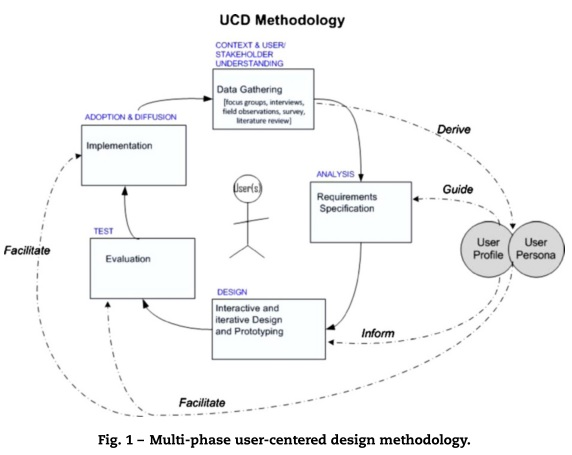 UCD Methodology
CONTEXT & USER/
STAKEHOLDER
UNDERSTANDING
Data Gathering
[focus groups, interviews,
field observations, survey,
literature review]
Derive
ADOPTION & DIFFUSION
Implementation
ANALYSIS
Requirements
Specification
Guide
User(s)
User
Profile
User
Persona
TEST
Evaluation
Facilitate
DESIGN
Interactive and
iterative Design
and Prototyping
Inform
Facilitate
Fig. 1 – Multi-phase user-centered design methodology.